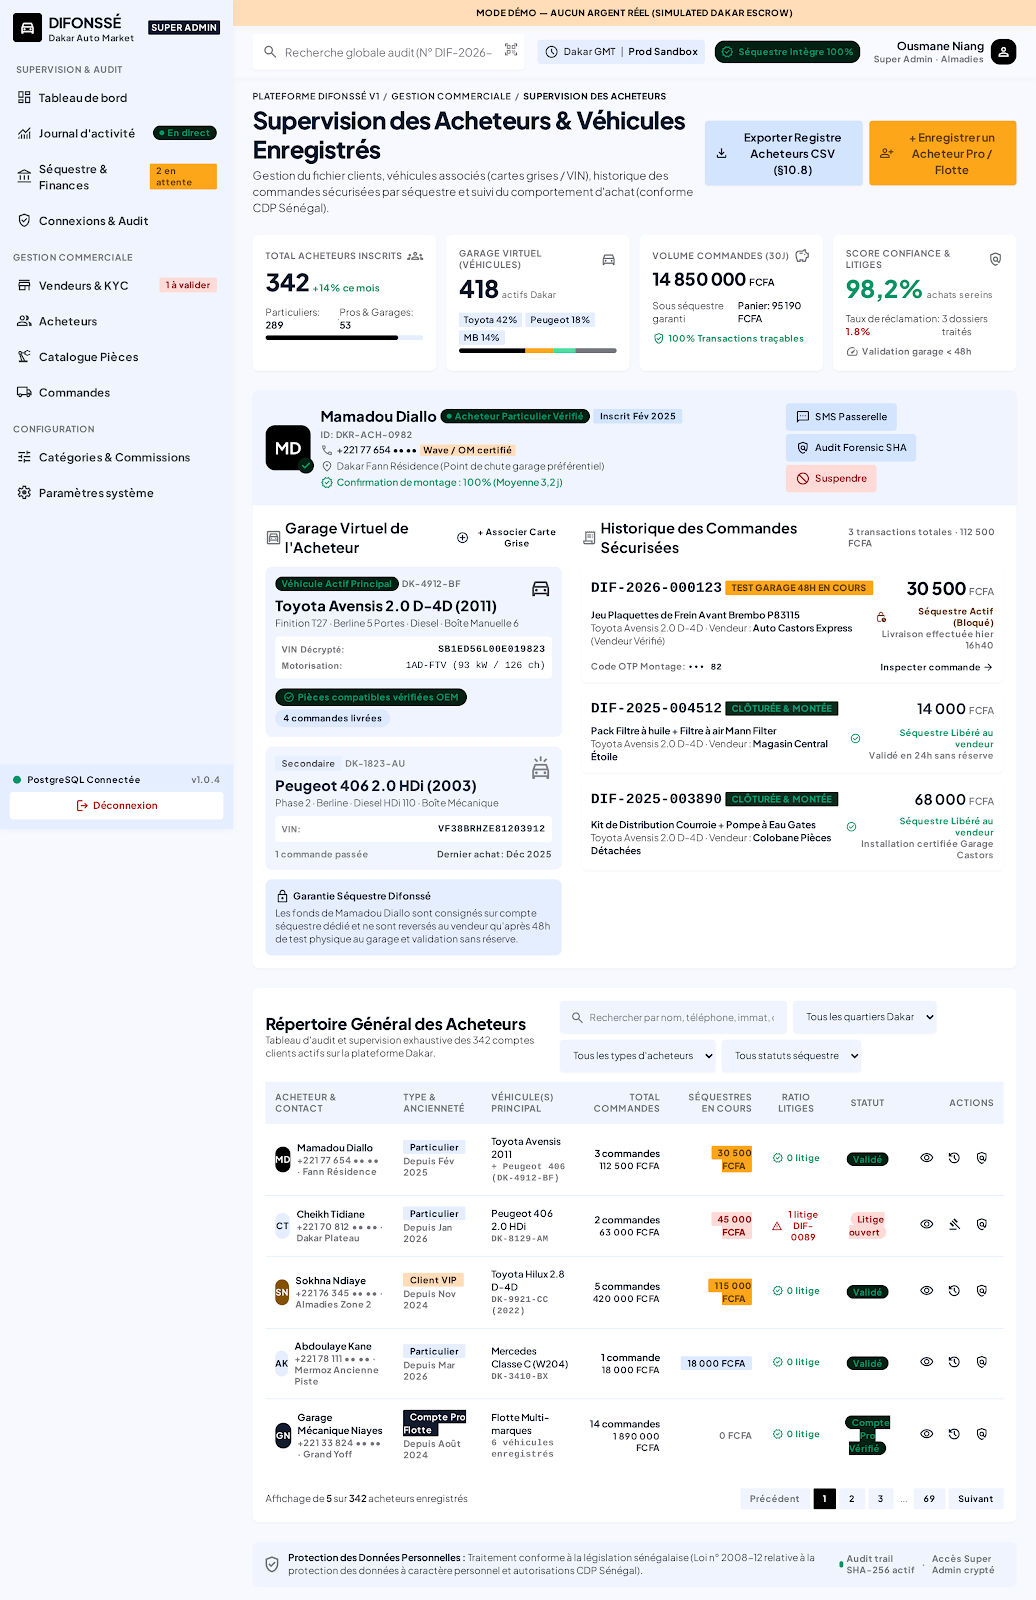 MODE DÉMO — AUCUN ARGENT RÉEL (SIMULATED DAKAR ESCROW)
DIFONSSÉ
Dakar Auto Market
SUPER ADMIN
SUPERVISION & AUDIT
Tableau de bord
Journal d'activité
En direct
Séquestre &
Finances
2 en
attente
Connexions & Audit
GESTION COMMERCIALE
Vendeurs & KYC
1 à valider
Acheteurs
Catalogue Pièces
Commandes
CONFIGURATION
Catégories & Commissions
Paramètres système
PostgreSQL Connectée
v1.0.4
Déconnexion
Recherche globale audit (N° DIF-2026-
Dakar GMT | Prod Sandbox
Séquestre Intègre 100%
Ousmane Niang
Super Admin · Almadies
PLATEFORME DIFONSSÉ V1 / GESTION COMMERCIALE / SUPERVISION DES ACHETEURS
Supervision des Acheteurs & Véhicules
Enregistrés
Gestion du fichier clients, véhicules associés (cartes grises / VIN), historique des
commandes sécurisées par séquestre et suivi du comportement d'achat (conforme
CDP Sénégal).
Exporter Registre
Acheteurs CSV
(§10.8)
+ Enregistrer un
Acheteur Pro /
Flotte
TOTAL ACHETEURS INSCRITS
342 +14% ce mois
Particuliers:
289
Pros & Garages:
53
GARAGE VIRTUEL
(VÉHICULES)
418 actifs Dakar
Toyota 42%
Peugeot 18%
MB 14%
VOLUME COMMANDES (30J)
14 850 000 FCFA
Sous séquestre
garanti
Panier: 95 190
FCFA
100% Transactions traçables
SCORE CONFIANCE &
LITIGES
98,2% achats sereins
Taux de réclamation:
1.8%
3 dossiers
traités
Validation garage < 48h
MD
Mamadou Diallo
Acheteur Particulier Vérifié
Inscrit Fév 2025
ID: DKR-ACH-0982
+221 77 654 •• ••
Wave / OM certifié
Dakar Fann Résidence (Point de chute garage préférentiel)
Confirmation de montage : 100% (Moyenne 3,2 j)
SMS Passerelle
Audit Forensic SHA
Suspendre
Garage Virtuel de
l'Acheteur
+ Associer Carte
Grise
Véhicule Actif Principal
DK-4912-BF
Toyota Avensis 2.0 D-4D (2011)
Finition T27 · Berline 5 Portes · Diesel · Boîte Manuelle 6
VIN Décrypté:
SB1ED56L00E019823
Motorisation:
1AD-FTV (93 kW / 126 ch)
Pièces compatibles vérifiées OEM
4 commandes livrées
Secondaire
DK-1823-AU
Peugeot 406 2.0 HDi (2003)
Phase 2 · Berline · Diesel HDi 110 · Boîte Mécanique
VIN:
VF38BRHZE81203912
1 commande passée
Dernier achat: Déc 2025
Garantie Séquestre Difonssé
Les fonds de Mamadou Diallo sont consignés sur compte
séquestre dédié et ne sont reversés au vendeur qu'après 48h
de test physique au garage et validation sans réserve.
Historique des Commandes
Sécurisées
3 transactions totales · 112 500
FCFA
DIF-2026-000123
TEST GARAGE 48H EN COURS
Jeu Plaquettes de Frein Avant Brembo P83115
Toyota Avensis 2.0 D-4D · Vendeur : Auto Castors Express
(Vendeur Vérifié)
30 500 FCFA
Séquestre Actif
(Bloqué)
Livraison effectuée hier
16h40
Code OTP Montage: ••• 82
Inspecter commande →
DIF-2025-004512
CLÔTURÉE & MONTÉE
Pack Filtre à huile + Filtre à air Mann Filter
Toyota Avensis 2.0 D-4D · Vendeur : Magasin Central
Étoile
14 000 FCFA
Séquestre Libéré au
vendeur
Validé en 24h sans réserve
DIF-2025-003890
CLÔTURÉE & MONTÉE
Kit de Distribution Courroie + Pompe à Eau Gates
Toyota Avensis 2.0 D-4D · Vendeur : Colobane Pièces
Détachées
68 000 FCFA
Séquestre Libéré au
vendeur
Installation certifiée Garage
Castors
Répertoire Général des Acheteurs
Tableau d'audit et supervision exhaustive des 342 comptes
clients actifs sur la plateforme Dakar.
Rechercher par nom, téléphone, immat, c
Tous les quartiers Dakar
Tous les types d'acheteurs
Tous statuts séquestre
ACHETEUR &
CONTACT
TYPE &
ANCIENNETÉ
VÉHICULE(S)
PRINCIPAL
TOTAL
COMMANDES
SÉQUESTRES
EN COURS
RATIO
LITIGES
STATUT
ACTIONS
MD
Mamadou Diallo
+221 77 654 •• ••
· Fann Résidence
Particulier
Depuis Fév
2025
Toyota Avensis
2011
+ Peugeot 406
(DK-4912-BF)
3 commandes
112 500 FCFA
30 500
FCFA
0 litige
Validé
CT
Cheikh Tidiane
+221 70 812 •• •• ·
Dakar Plateau
Particulier
Depuis Jan
2026
Peugeot 406
2.0 HDi
DK-8129-AM
2 commandes
63 000 FCFA
45 000
FCFA
1 litige
DIF-
0089
Litige
ouvert
SN
Sokhna Ndiaye
+221 76 345 •• •• ·
Almadies Zone 2
Client VIP
Depuis Nov
2024
Toyota Hilux 2.8
D-4D
DK-9921-CC
(2022)
5 commandes
420 000 FCFA
115 000
FCFA
0 litige
Validé
AK
Abdoulaye Kane
+221 78 111 •• •• ·
Mermoz Ancienne
Piste
Particulier
Depuis Mar
2026
Mercedes
Classe C (W204)
DK-3410-BX
1 commande
18 000 FCFA
18 000 FCFA
0 litige
Validé
GN
Garage
Mécanique Niayes
+221 33 824 •• ••
· Grand Yoff
Compte Pro
Flotte
Depuis Août
2024
Flotte Multi-
marques
6 véhicules
enregistrés
14 commandes
1 890 000
FCFA
0 FCFA
0 litige
Compte
Pro
Vérifié
Affichage de 5 sur 342 acheteurs enregistrés
Précédent
1
2
3
...
69
Suivant
Protection des Données Personnelles : Traitement conforme à la législation sénégalaise (Loi n° 2008-12 relative à la
protection des données à caractère personnel et autorisations CDP Sénégal).
Audit trail
SHA-256 actif
·
Accès Super
Admin crypté